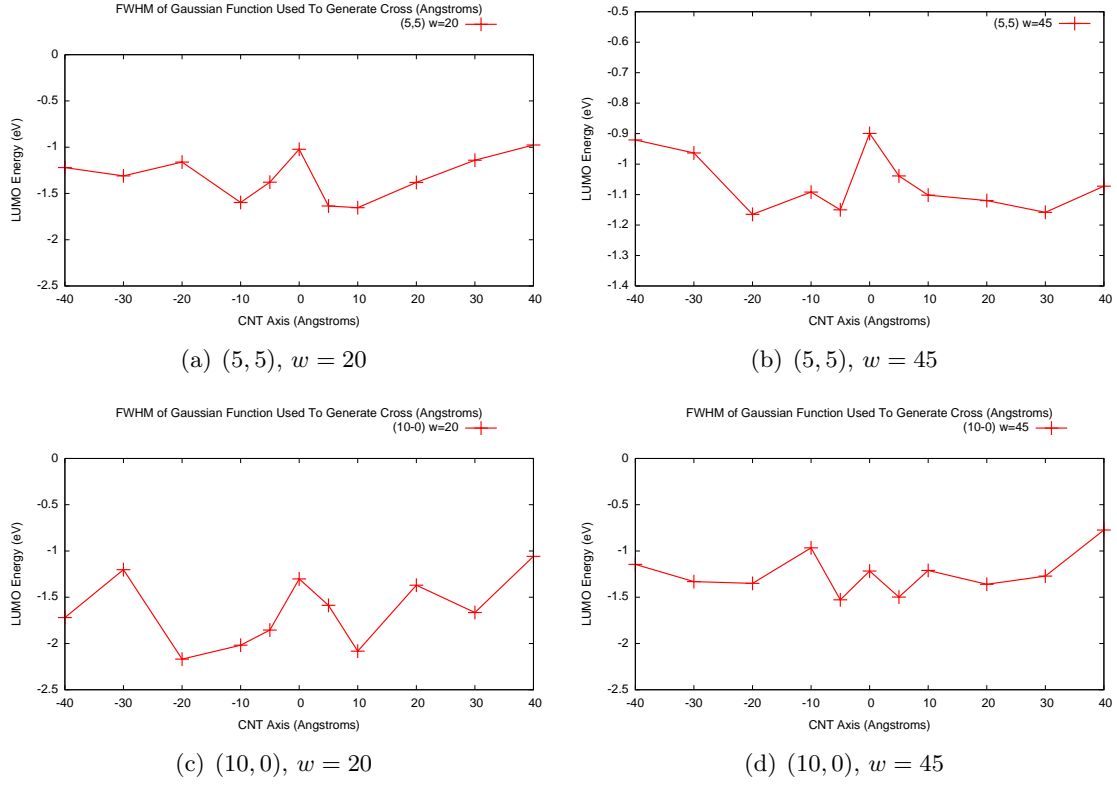 FWHM of Gaussian Function Used To Generate Cross (Angstroms)
(5,5) w=20
0
-0.5
-1
-1.5
-2
-2.5
LUMO Energy (eV)
-40 -30 -20 -10 0 10 20 30 40
CNT Axis (Angstroms)
(a) (5, 5), w = 20
(5,5) w=45
-0.5
-0.6
-0.7
-0.8
-0.9
-1
-1.1
-1.2
-1.3
-1.4
LUMO Energy (eV)
-40 -30 -20 -10 0 10 20 30 40
CNT Axis (Angstroms)
(b) (5, 5), w = 45
FWHM of Gaussian Function Used To Generate Cross (Angstroms)
(10-0) w=20
0
-0.5
-1
-1.5
-2
-2.5
LUMO Energy (eV)
-40 -30 -20 -10 0 10 20 30 40
CNT Axis (Angstroms)
(c) (10, 0), w = 20
FWHM of Gaussian Function Used To Generate Cross (Angstroms)
(10-0) w=45
0
-0.5
-1
-1.5
-2
-2.5
LUMO Energy (eV)
-40 -30 -20 -10 0 10 20 30 40
CNT Axis (Angstroms)
(d) (10, 0), w = 45